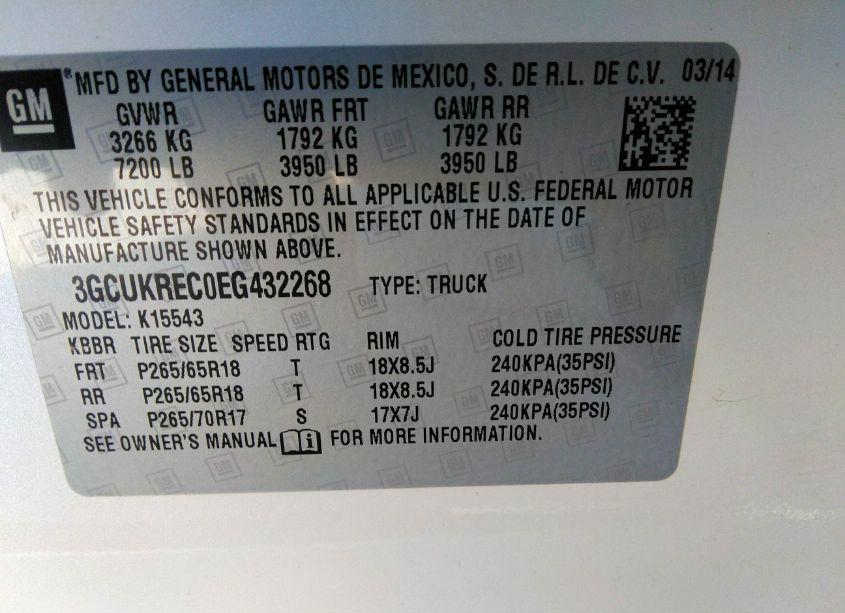 GM ® MFD BY GENERAL MOTORS DE MEXICO, S. DE R.L. DE C.V. 03/14
GVWR GAWR FRT GAWR RR
3266 KG 1792 KG 1792 KG
7200 LB 3950 LB 3950 LB
THIS VEHICLE CONFORMS TO ALL APPLICABLE U.S. FEDERAL MOTOR
VEHICLE SAFETY STANDARDS IN EFFECT ON THE DATE OF
MANUFACTURE SHOWN ABOVE.
3GCUKREC0EG432268 TYPE: TRUCK
MODEL: K15543
KBBR TIRE SIZE SPEED RTG RIM COLD TIRE PRESSURE
FRT P265/65R18 T 18X8.5J 240KPA(35PSI)
RR P265/65R18 T 18X8.5J 240KPA(35PSI)
SPA P265/70R17 S 17X7J 240KPA(35PSI)
SEE OWNER'S MANUAL i FOR MORE INFORMATION.